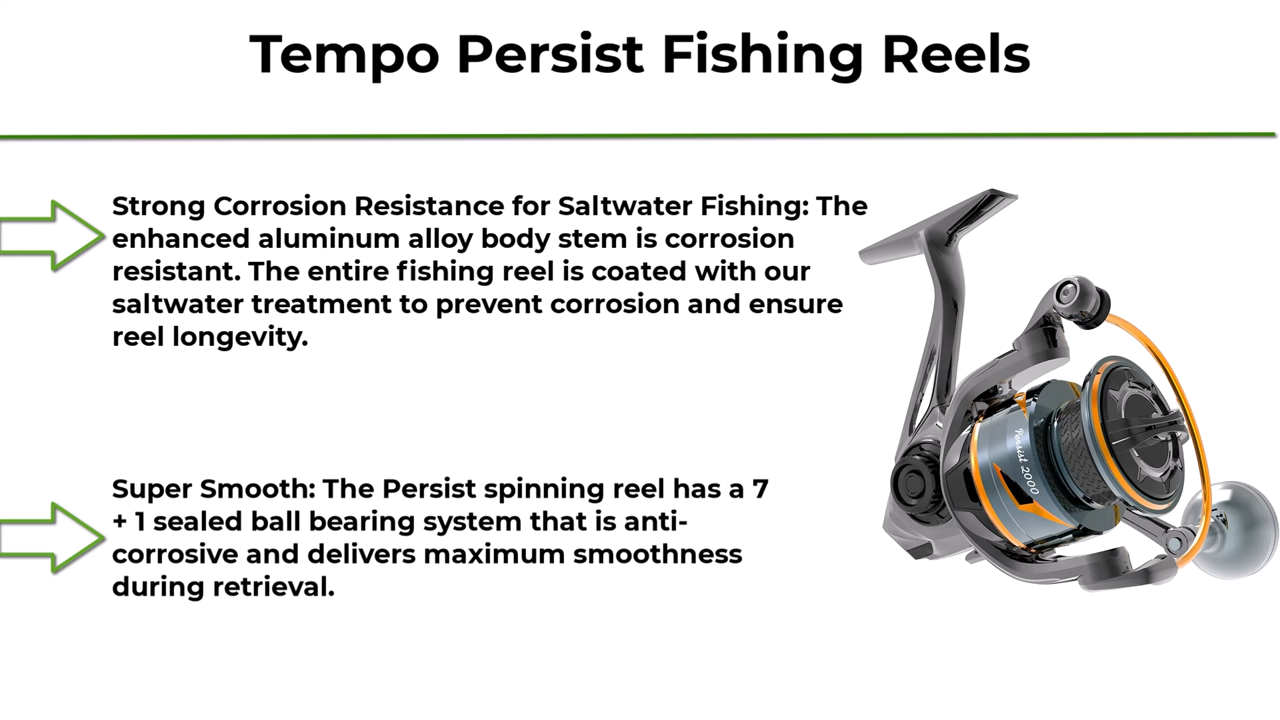 Tempo Persist Fishing Reels
Strong Corrosion Resistance for Saltwater Fishing: The
enhanced aluminum alloy body stem is corrosion
resistant. The entire fishing reel is coated with our
saltwater treatment to prevent corrosion and ensure
reel longevity.
Super Smooth: The Persist spinning reel has a 7
+ 1 sealed ball bearing system that is anti-
corrosive and delivers maximum smoothness
during retrieval.
Persist 2000